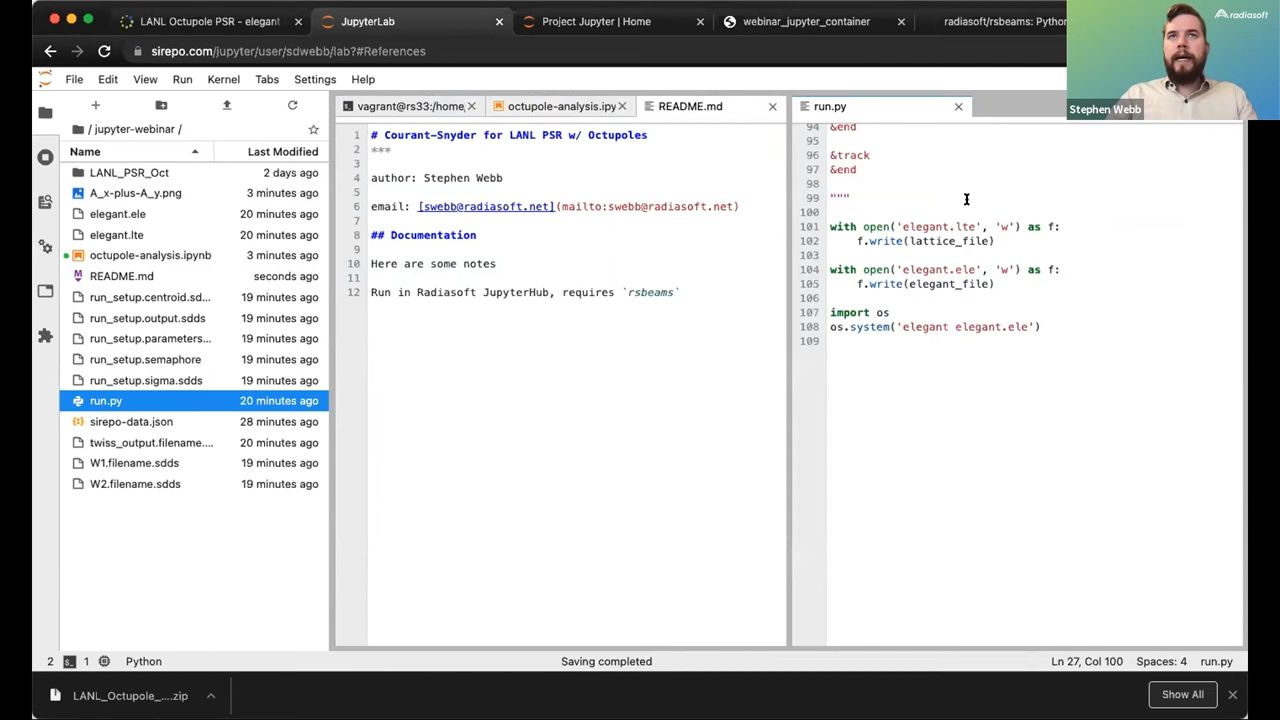 LANL Octupole PSR - elegant
JupyterLab
Project Jupyter | Home
webinar_jupyter_container
radiasoft/rsbeams: Python
sirepo.com/jupyter/user/sdwebb/lab?#References
radiasoft
Stephen Webb
File Edit View Run Kernel Tabs Settings Help
/ jupyter-webinar /
Name Last Modified
LANL_PSR_Oct 2 days ago
A_x-plus-A_y.png 3 minutes ago
elegant.ele 20 minutes ago
elegant.lte 20 minutes ago
octupole-analysis.ipynb 3 minutes ago
README.md seconds ago
run_setup.centroid.sd... 19 minutes ago
run_setup.output.sdds 19 minutes ago
run_setup.parameters... 19 minutes ago
run_setup.semaphore 19 minutes ago
run_setup.sigma.sdds 19 minutes ago
run.py 20 minutes ago
sirepo-data.json 28 minutes ago
twiss_output.filename.... 20 minutes ago
W1.filename.sdds 19 minutes ago
W2.filename.sdds 19 minutes ago
vagrant@rs33:/home,
octupole-analysis.ipy
README.md
1 # Courant-Snyder for LANL PSR w/ Octupoles
2 ***
3
4 author: Stephen Webb
5
6 email: [swebb@radiasoft.net](mailto:swebb@radiasoft.net)
7
8 ## Documentation
9
10 Here are some notes
11
12 Run in Radiasoft JupyterHub, requires `rsbeams`
run.py
94 &end
95
96 &track
97 &end
98
99 """
100
101 with open('elegant.lte', 'w') as f:
102 f.write(lattice_file)
103
104 with open('elegant.ele', 'w') as f:
105 f.write(elegant_file)
106
107 import os
108 os.system('elegant elegant.ele')
109
2 1 Python
Saving completed
Ln 27, Col 100 Spaces: 4 run.py
LANL_Octupole_....zip
Show All